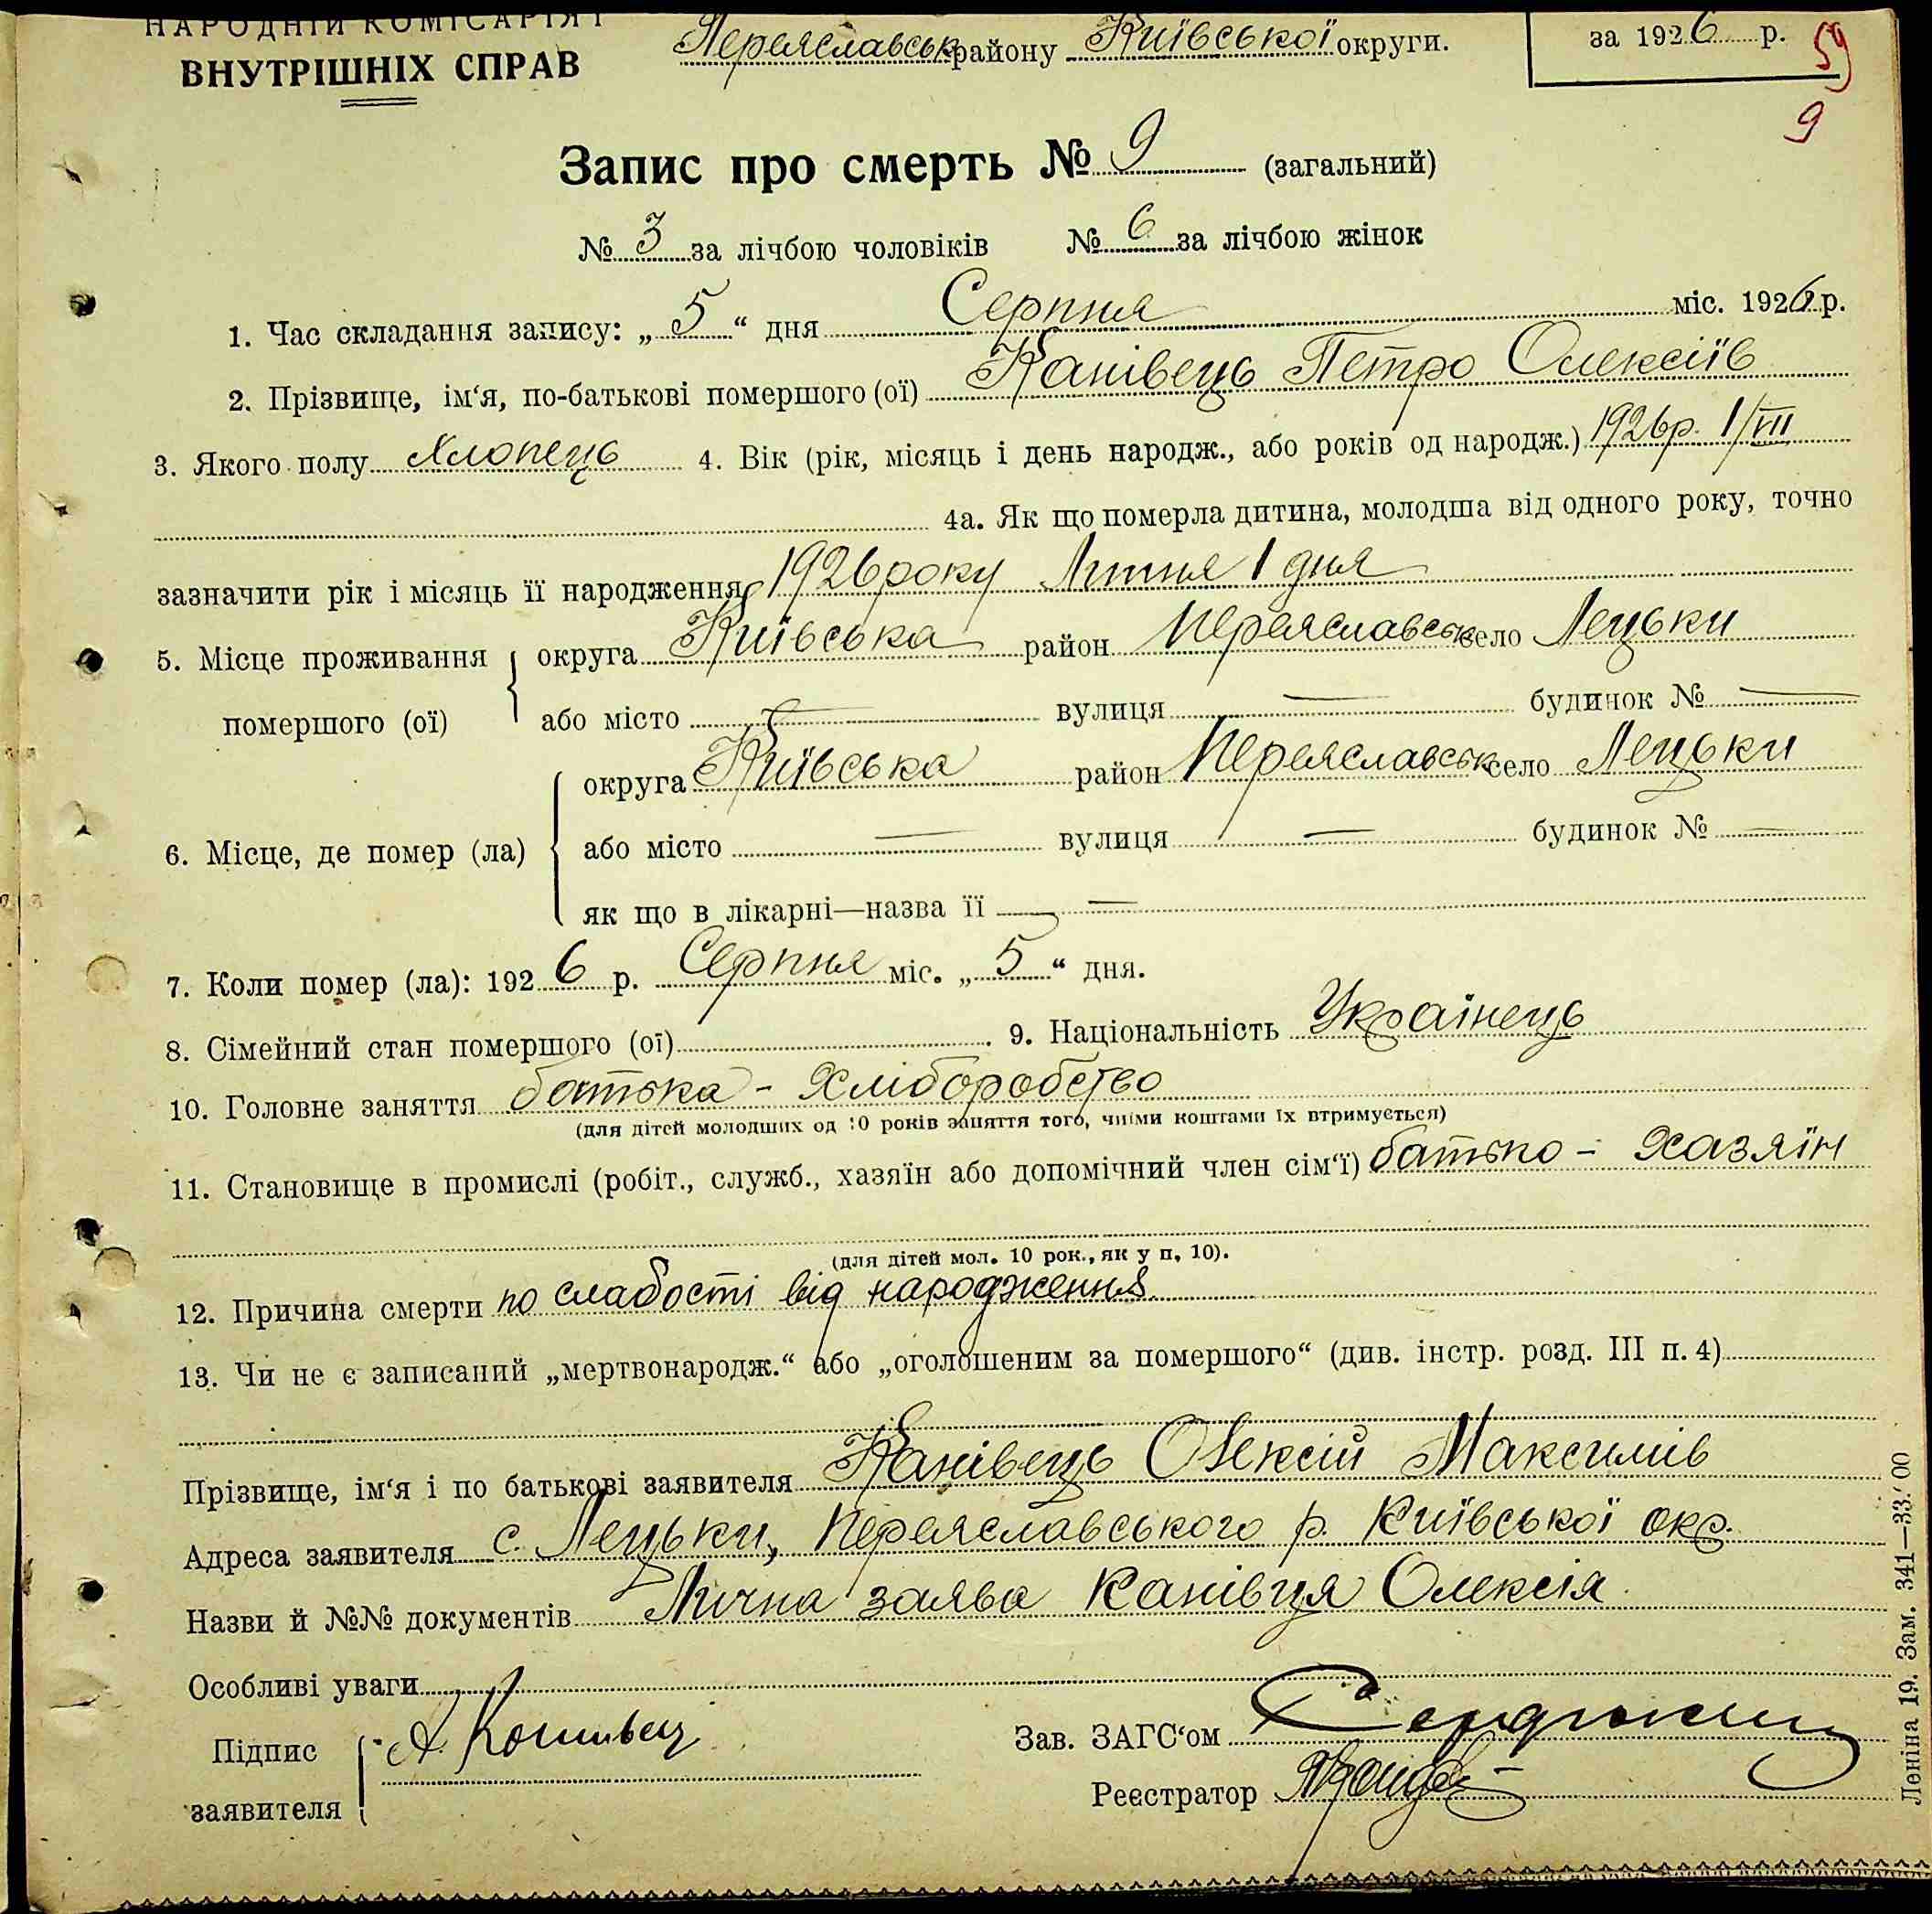 НАРОДНІЙ КОМІСАРІЯТ
ВНУТРІШНІХ СПРАВ
Переяславськ району Київської округи.
за 1926 р.
59
9
Запис про смерть № 9 (загальний)
№ 3 за лічбою чоловіків № 6 за лічбою жінок
1. Час складання запису: „5“ дня Серпня міс. 1926 р.
2. Прізвище, ім‘я, по-батькові помершого (ої) Канівець Петро Олексіїв
3. Якого полу Хлопець 4. Вік (рік, місяць і день народж., або років од народж.) 1926р. 1/VII
4а. Як що померла дитина, молодша від одного року, точно
зазначити рік і місяць її народження 1926 року Липня 1 дня
5. Місце проживання округа Київська район Переяславськ село Лецьки
помершого (ої) або місто — вулиця — будинок № —
округа Київська район Переяславськ село Лецьки
6. Місце, де помер (ла) або місто — вулиця — будинок № —
як що в лікарні—назва її —
7. Коли помер (ла): 1926 р. Серпня міс. „5“ дня.
8. Сімейний стан помершого (ої) . 9. Національність Українець
10. Головне заняття батька - Хліборобство
(для дітей молодших од 10 років заняття того, чиїми коштами їх втримується)
11. Становище в промислі (робіт., служб., хазяїн або допомічний член сім‘ї) батько - Хазяїн
(для дітей мол. 10 рок., як у п. 10).
12. Причина смерти по слабості від народження
13. Чи не є записаний „мертвонародж.“ або „оголошеним за помершого“ (див. інстр. розд. III п. 4)
Прізвище, ім‘я і по батькові заявителя Канівець Олексій Максимів
Адреса заявителя с. Лецьки, Переяславського р. Київської окр.
Назви й №№ документів Лична заява Канівця Олексія
Особливі уваги
Підпис заявителя А. Канівец
Зав. ЗАГС‘ом
Реєстратор
Леніна 19. Зам. 341—33.